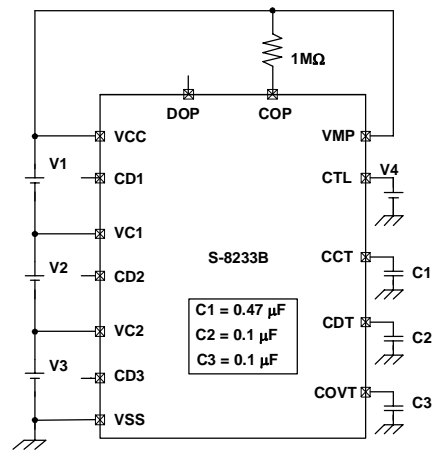 1MΩ
DOP
COP
VCC
VMP
V1
CD1
CTL
V4
VC1
S-8233B
CCT
V2
CD2
C1
C1 = 0.47 µF
C2 = 0.1 µF
C3 = 0.1 µF
VC2
CDT
C2
V3
CD3
COVT
C3
VSS